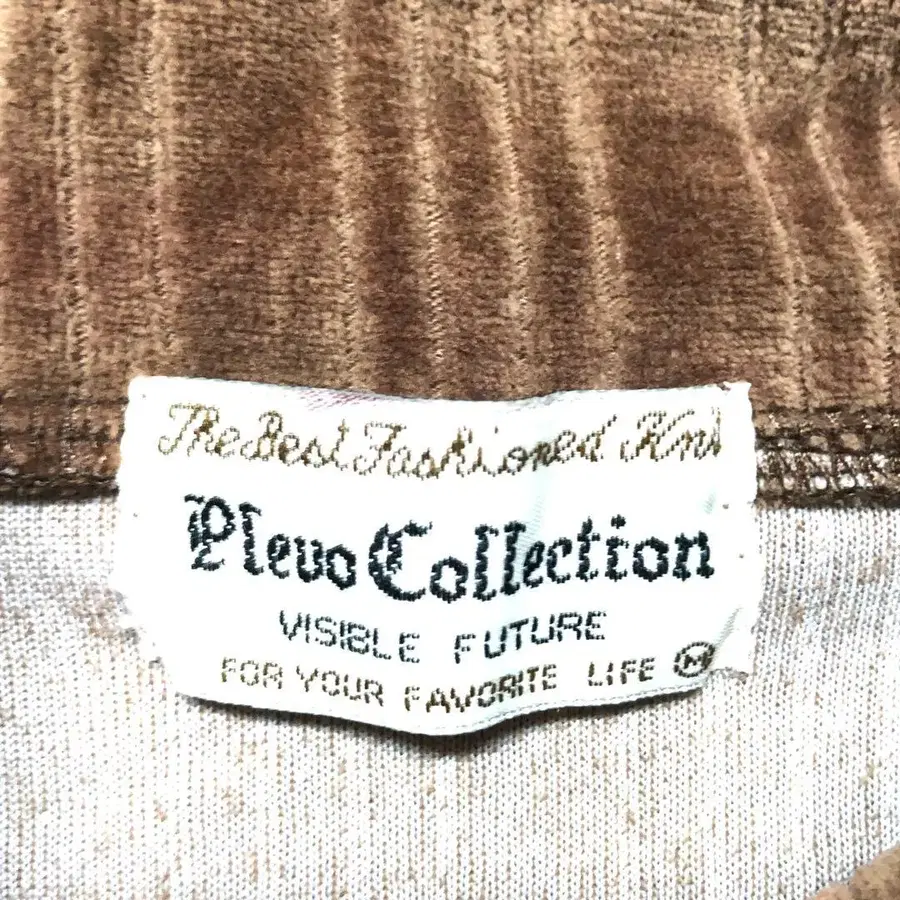 The Best Fashioned Knit
Plevo Collection
VISIBLE FUTURE
FOR YOUR FAVORITE LIFE M